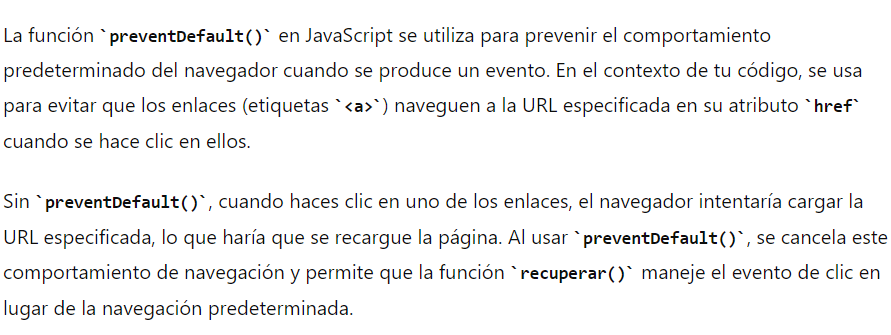 La función `preventDefault()` en JavaScript se utiliza para prevenir el comportamiento
predeterminado del navegador cuando se produce un evento. En el contexto de tu código, se usa
para evitar que los enlaces (etiquetas `<a>`) naveguen a la URL especificada en su atributo `href`
cuando se hace clic en ellos.
Sin `preventDefault()`, cuando haces clic en uno de los enlaces, el navegador intentaría cargar la
URL especificada, lo que haría que se recargue la página. Al usar `preventDefault()`, se cancela este
comportamiento de navegación y permite que la función `recuperar()` maneje el evento de clic en
lugar de la navegación predeterminada.